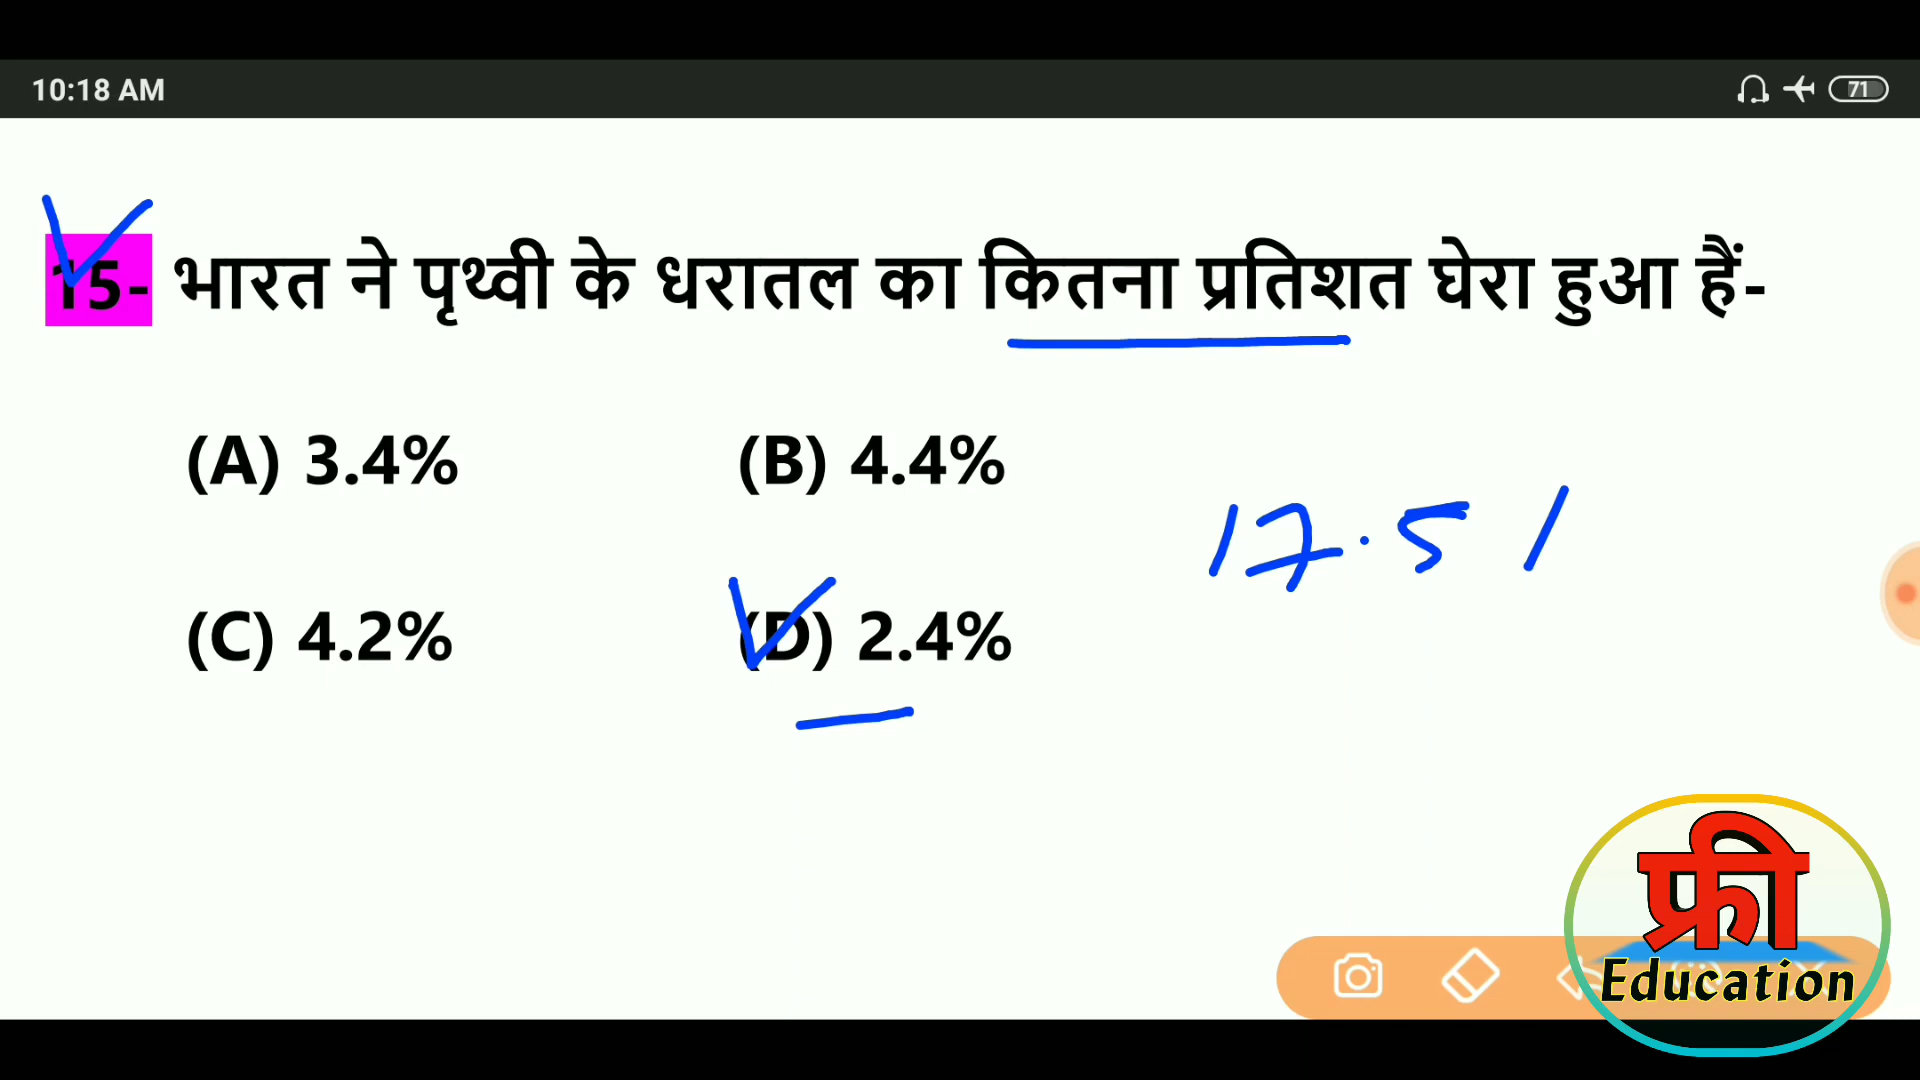 10:18 AM
71
15- भारत ने पृथ्वी के धरातल का कितना प्रतिशत घेरा हुआ हैं-
(A) 3.4%
(B) 4.4%
17.5 /
(C) 4.2%
(D) 2.4%
फ्री
Education